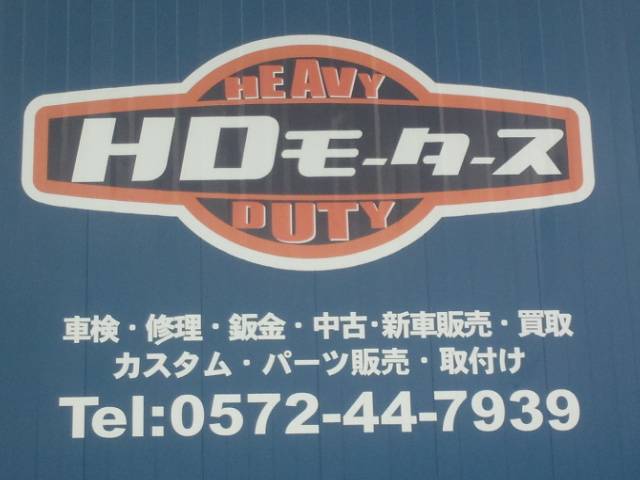 HEAVY
HDモータース
DUTY
車検・修理・鈑金・中古・新車販売・買取
カスタム・パーツ販売・取付け
Tel:0572-44-7939